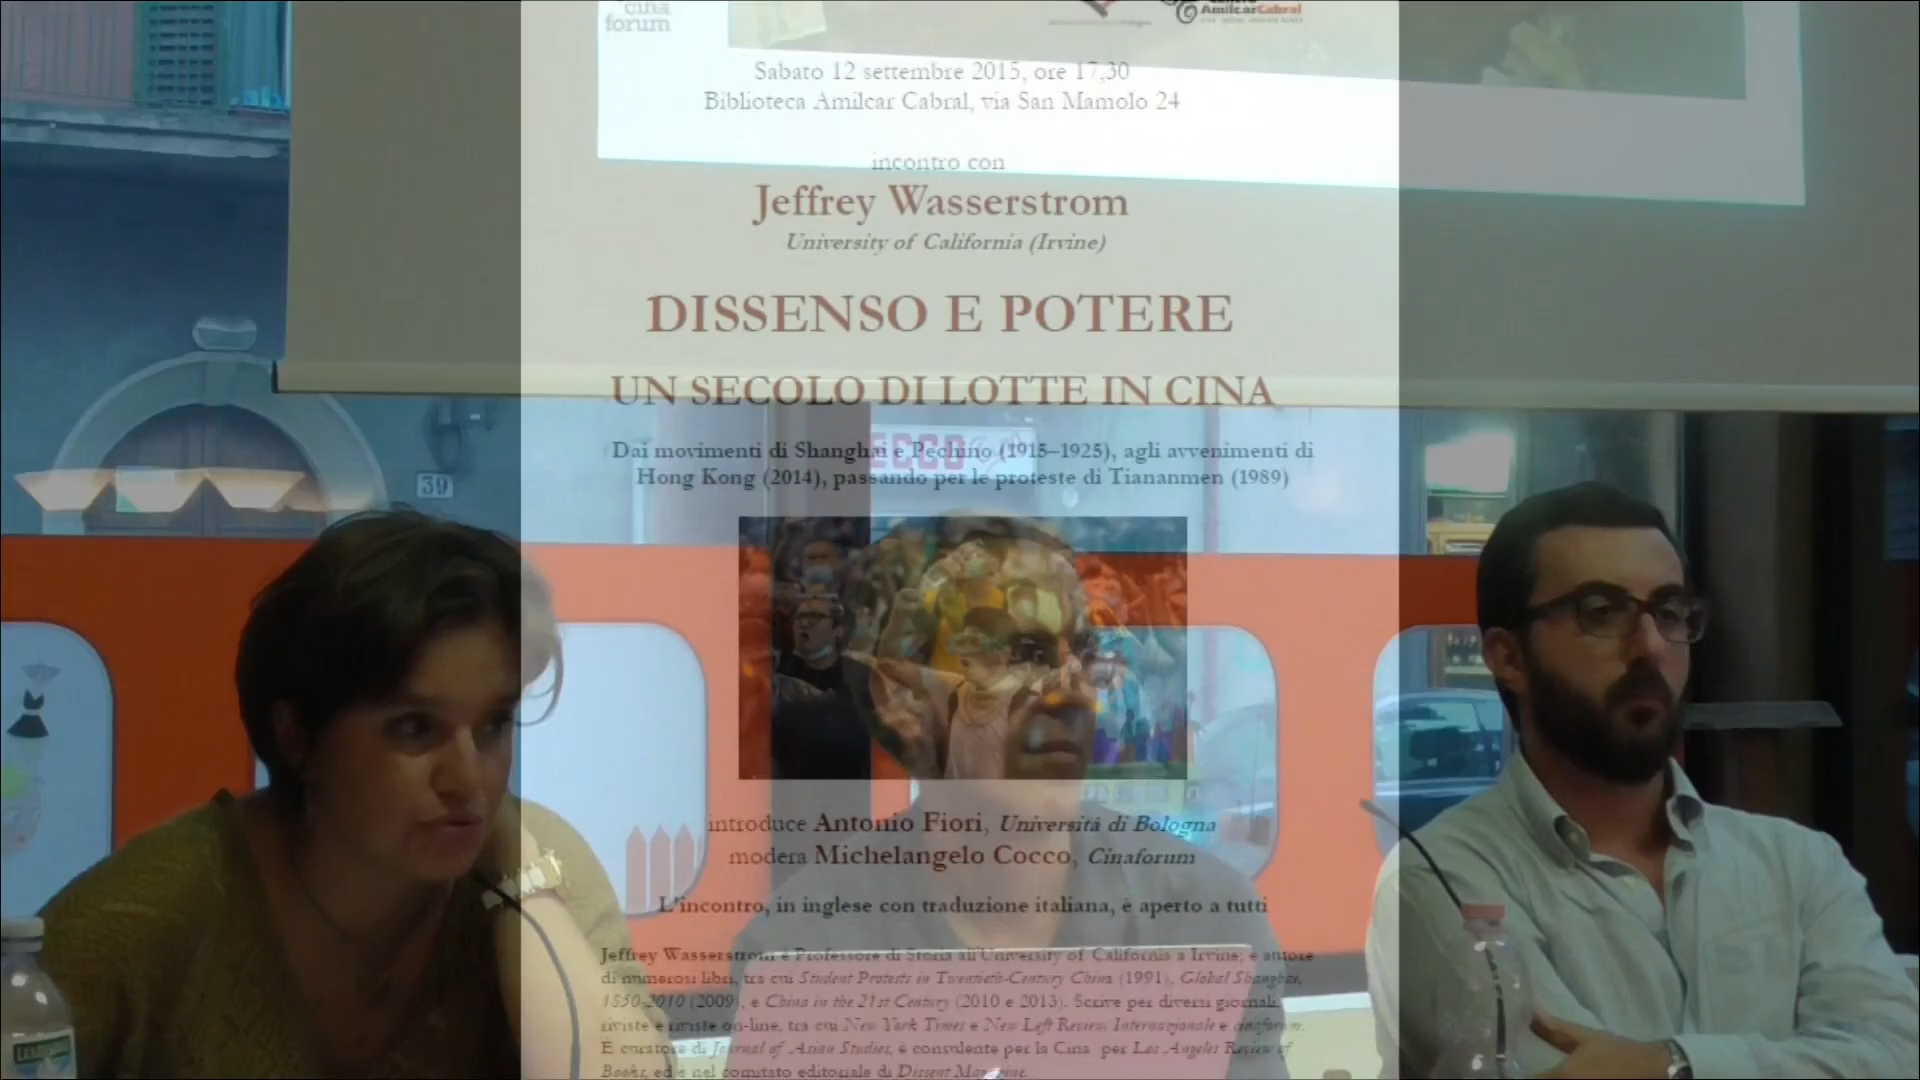 cina
forum
AmilcarCabral
Sabato 12 settembre 2015, ore 17,30
Biblioteca Amilcar Cabral, via San Mamolo 24
incontro con
Jeffrey Wasserstrom
University of California (Irvine)
DISSENSO E POTERE
UN SECOLO DI LOTTE IN CINA
Dai movimenti di Shanghai e Pechino (1915–1925), agli avvenimenti di
Hong Kong (2014), passando per le proteste di Tiananmen (1989)
39
introduce Antonio Fiori, Università di Bologna
modera Michelangelo Cocco, Cinaforum
L'incontro, in inglese con traduzione italiana, è aperto a tutti
Jeffrey Wasserstrom è Professore di Storia all'University of California a Irvine; è autore
di numerosi libri, tra cui Student Protests in Twentieth-Century China (1991), Global Shanghai,
1850-2010 (2009), e China in the 21st Century (2010 e 2013). Scrive per diversi giornali,
riviste e riviste on-line, tra cui New York Times e New Left Review, Internazionale e cinaforum.
È curatore di Journal of Asian Studies, è consulente per la Cina per Los Angeles Review of
Books, ed è nel comitato editoriale di Dissent Magazine.